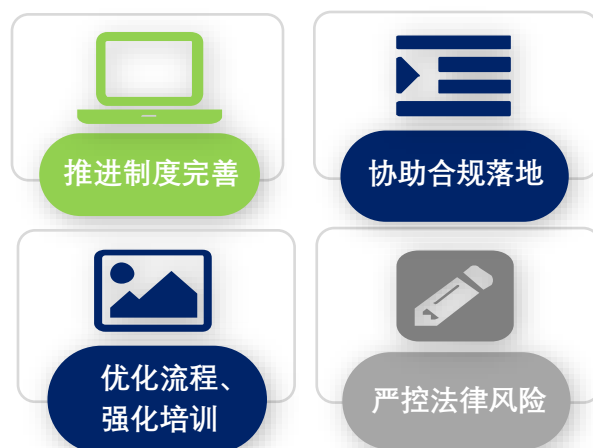 推进制度完善
协助合规落地
优化流程、
强化培训
严控法律风险